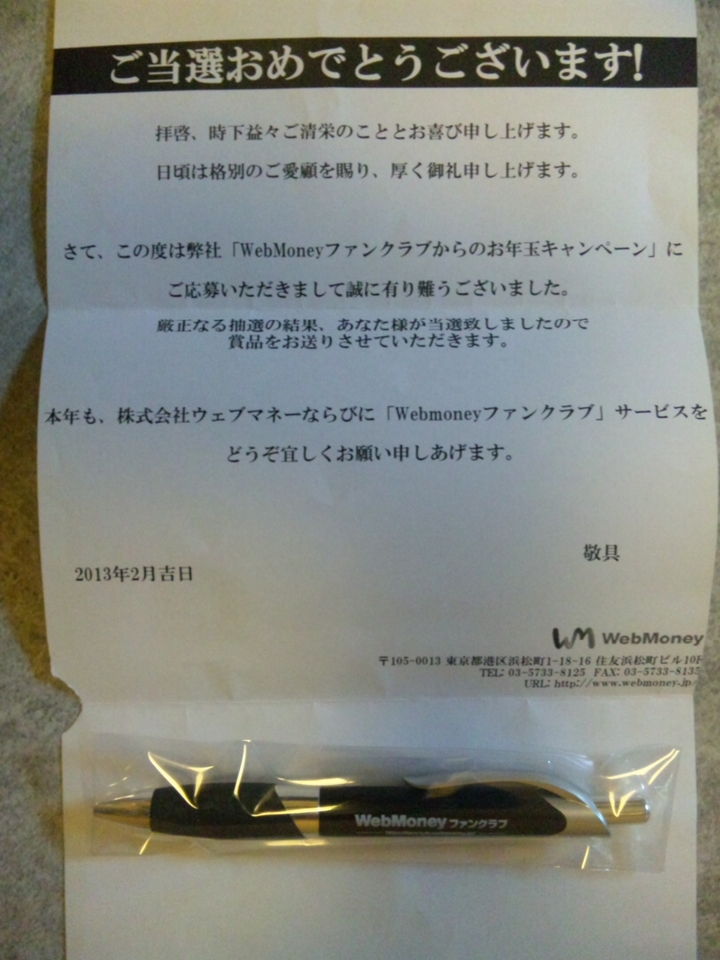 ご当選おめでとうございます!
拝啓、時下益々ご清栄のこととお喜び申し上げます。
日頃は格別のご愛顧を賜り、厚く御礼申し上げます。
さて、この度は弊社「WebMoneyファンクラブからのお年玉キャンペーン」に
ご応募いただきまして誠に有り難うございました。
厳正なる抽選の結果、あなた様が当選致しましたので
賞品をお送りさせていただきます。
本年も、株式会社ウェブマネーならびに「Webmoneyファンクラブ」サービスを
どうぞ宜しくお願い申しあげます。
敬具
2013年2月吉日
WM WebMoney
〒105-0013 東京都港区浜松町1-18-16 住友浜松町ビル10F
TEL: 03-5733-8125 FAX: 03-5733-8135
URL: http://www.webmoney.jp/
WebMoney ファンクラブ